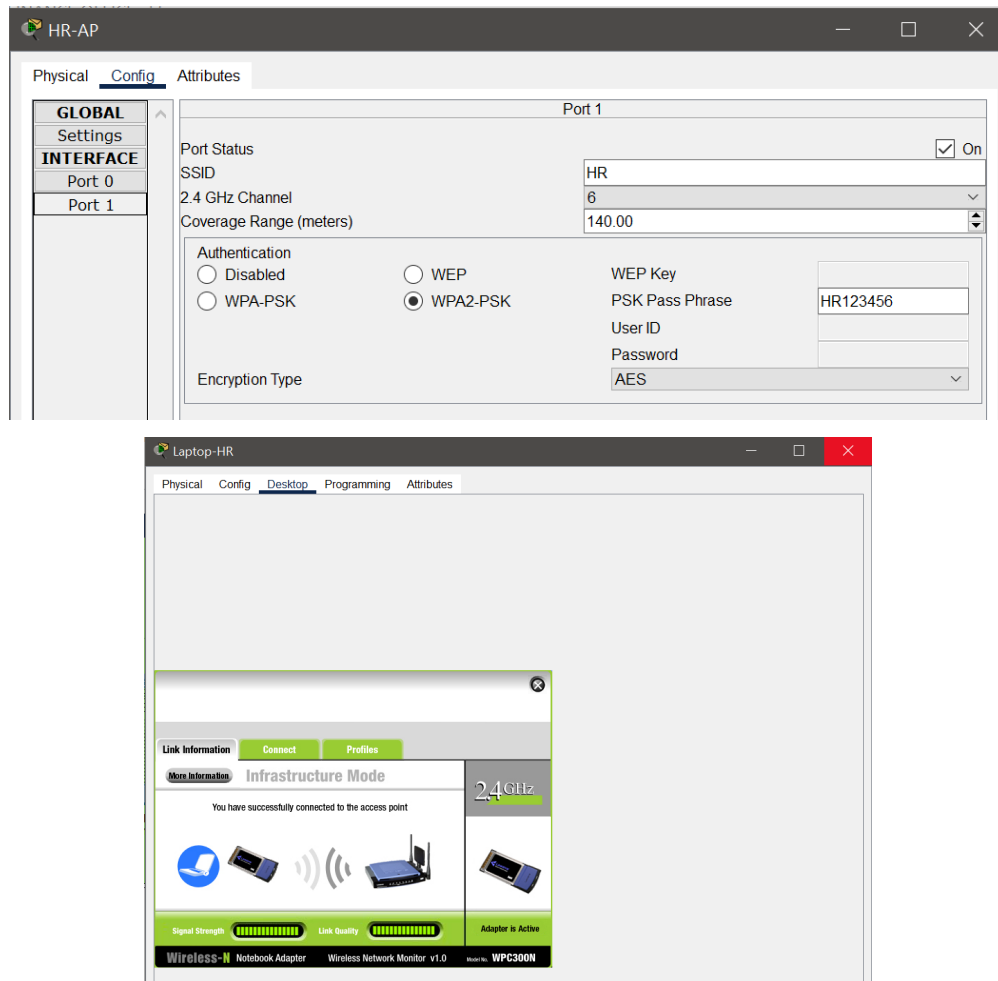 HR-AP
Physical Config Attributes
GLOBAL
Settings
INTERFACE
Port 0
Port 1
Port 1
Port Status On
SSID HR
2.4 GHz Channel 6
Coverage Range (meters) 140.00
Authentication
Disabled WEP WEP Key
WPA-PSK WPA2-PSK PSK Pass Phrase HR123456
User ID
Password
Encryption Type AES
Laptop-HR
Physical Config Desktop Programming Attributes
Link Information Connect Profiles
More Information Infrastructure Mode
2.4GHz
You have successfully connected to the access point
Signal Strength Link Quality Adapter is Active
Wireless-N Notebook Adapter Wireless Network Monitor v1.0 Model No. WPC300N